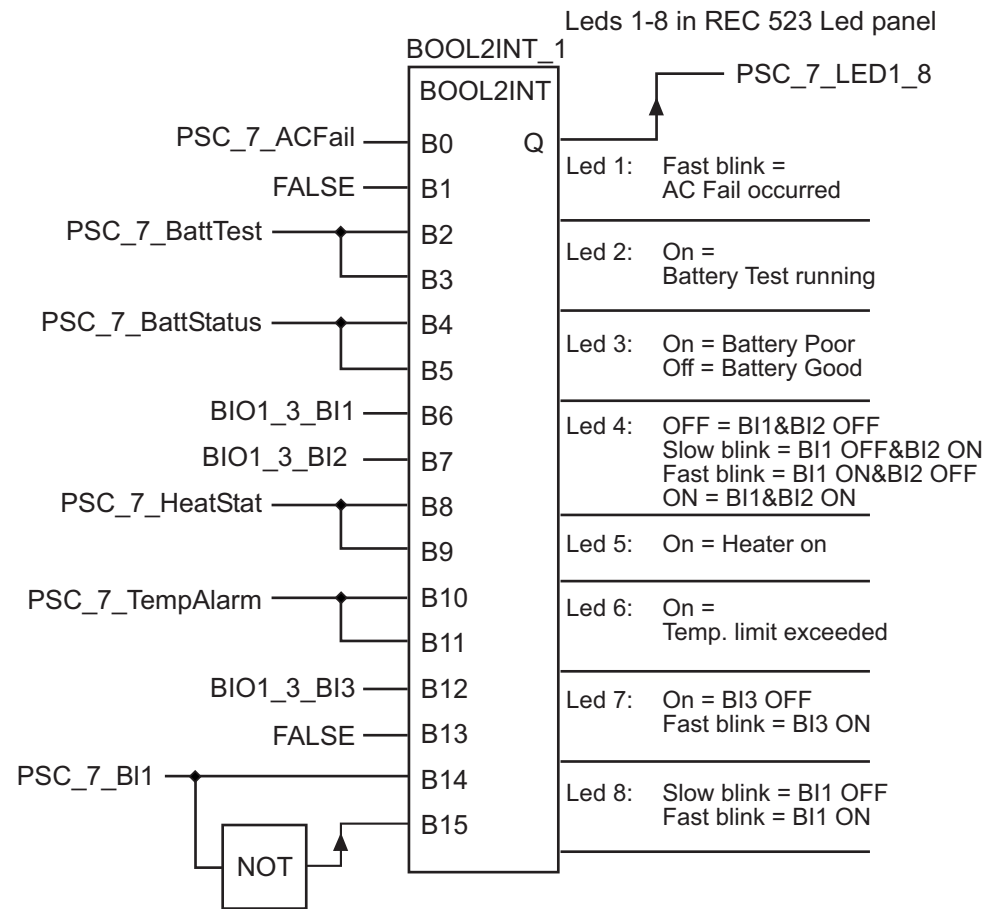 Leds 1-8 in REC 523 Led panel
BOOL2INT_1
BOOL2INT
PSC_7_LED1_8
PSC_7_ACFail
B0
Q
FALSE
B1
PSC_7_BattTest
B2
B3
PSC_7_BattStatus
B4
B5
BIO1_3_BI1
B6
BIO1_3_BI2
B7
PSC_7_HeatStat
B8
B9
PSC_7_TempAlarm
B10
B11
BIO1_3_BI3
B12
FALSE
B13
PSC_7_BI1
B14
B15
NOT
Led 1: Fast blink =
AC Fail occurred
Led 2: On =
Battery Test running
Led 3: On = Battery Poor
Off = Battery Good
Led 4: OFF = BI1&BI2 OFF
Slow blink = BI1 OFF&BI2 ON
Fast blink = BI1 ON&BI2 OFF
ON = BI1&BI2 ON
Led 5: On = Heater on
Led 6: On =
Temp. limit exceeded
Led 7: On = BI3 OFF
Fast blink = BI3 ON
Led 8: Slow blink = BI1 OFF
Fast blink = BI1 ON